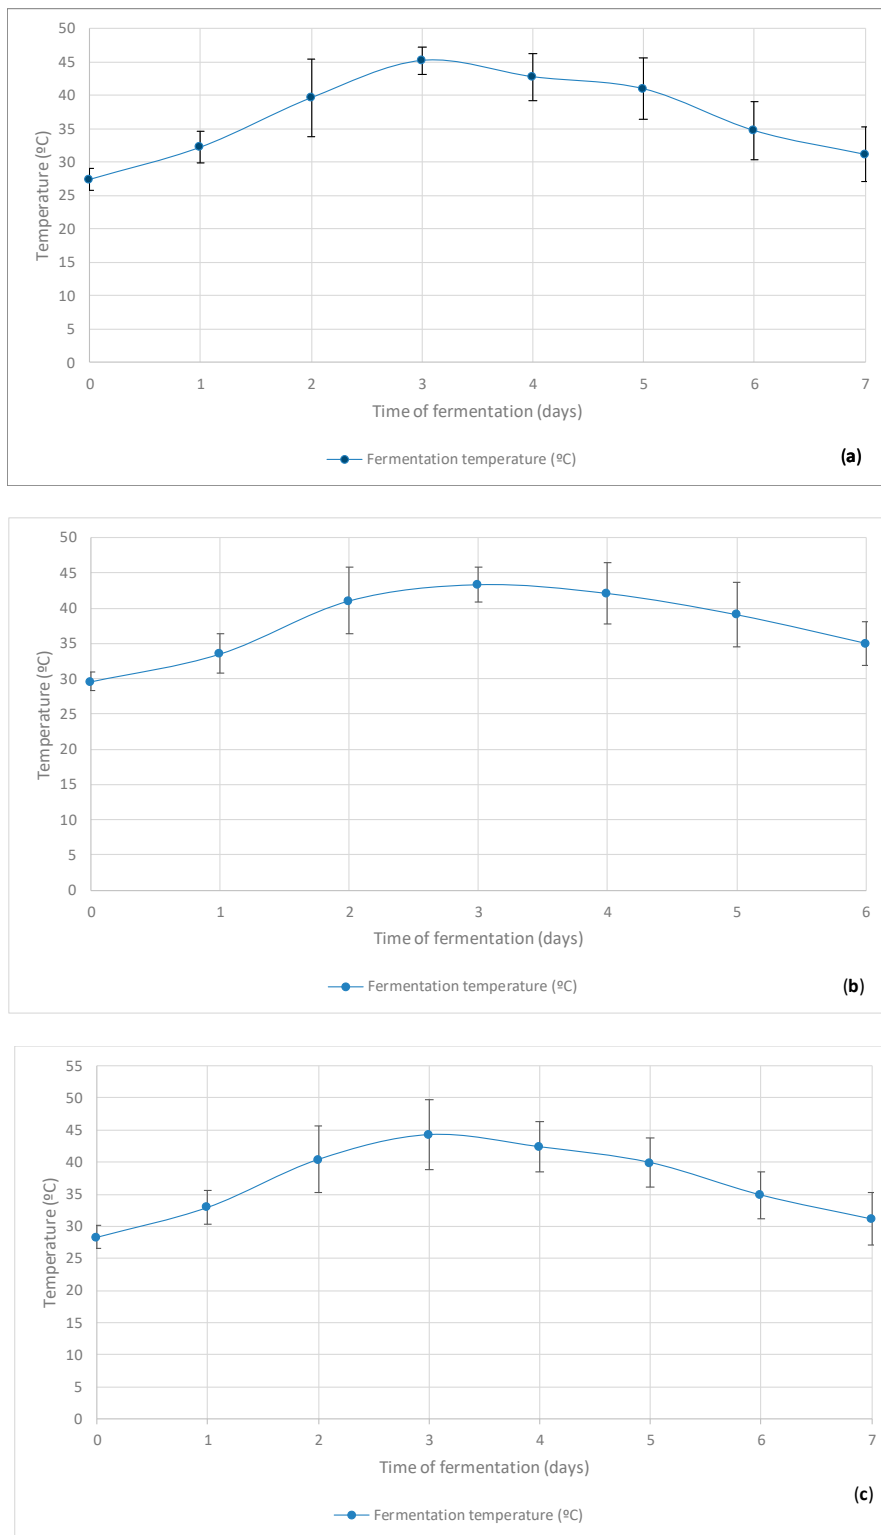 50
45
40
35
30
25
20
15
10
5
0
Temperature (ºC)
0 1 2 3 4 5 6 7
Time of fermentation (days)
Fermentation temperature (ºC)
(a)
50
45
40
35
30
25
20
15
10
5
0
Temperature (ºC)
0 1 2 3 4 5 6
Time of fermentation (days)
Fermentation temperature (ºC)
(b)
55
50
45
40
35
30
25
20
15
10
5
0
Temperature (ºC)
0 1 2 3 4 5 6 7
Time of fermentation (days)
(c)
Fermentation temperature (ºC)